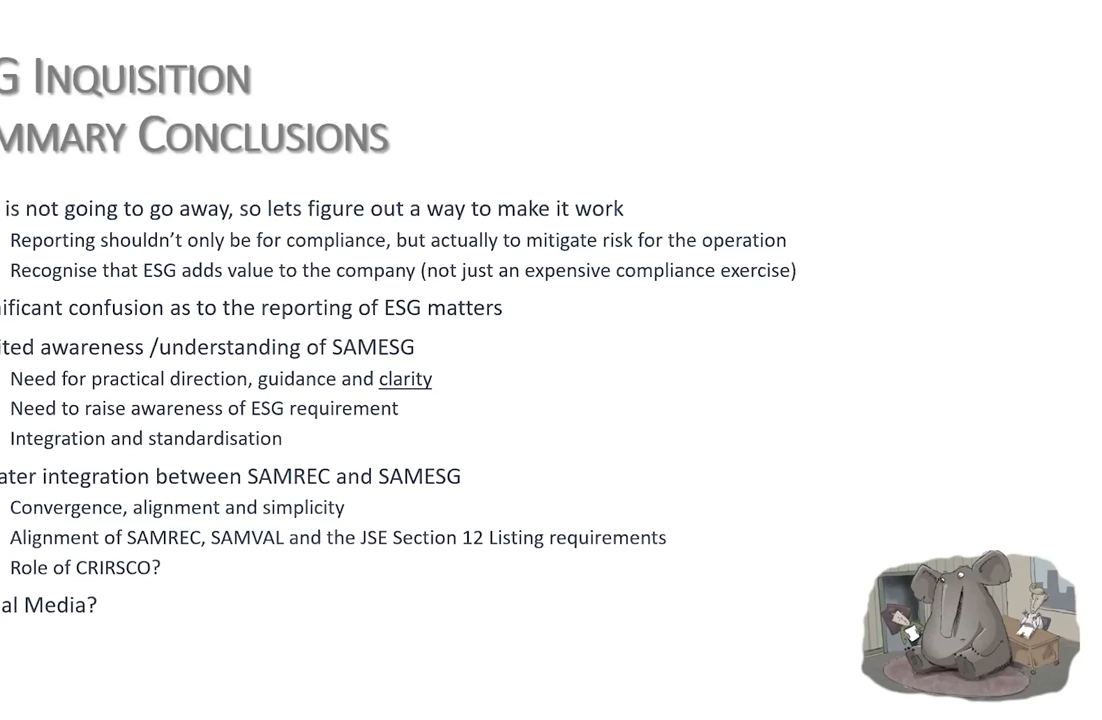 G INQUISITION
MMARY CONCLUSIONS
is not going to go away, so lets figure out a way to make it work
Reporting shouldn’t only be for compliance, but actually to mitigate risk for the operation
Recognise that ESG adds value to the company (not just an expensive compliance exercise)
nificant confusion as to the reporting of ESG matters
ited awareness /understanding of SAMESG
Need for practical direction, guidance and clarity
Need to raise awareness of ESG requirement
Integration and standardisation
ater integration between SAMREC and SAMESG
Convergence, alignment and simplicity
Alignment of SAMREC, SAMVAL and the JSE Section 12 Listing requirements
Role of CRIRSCO?
al Media?